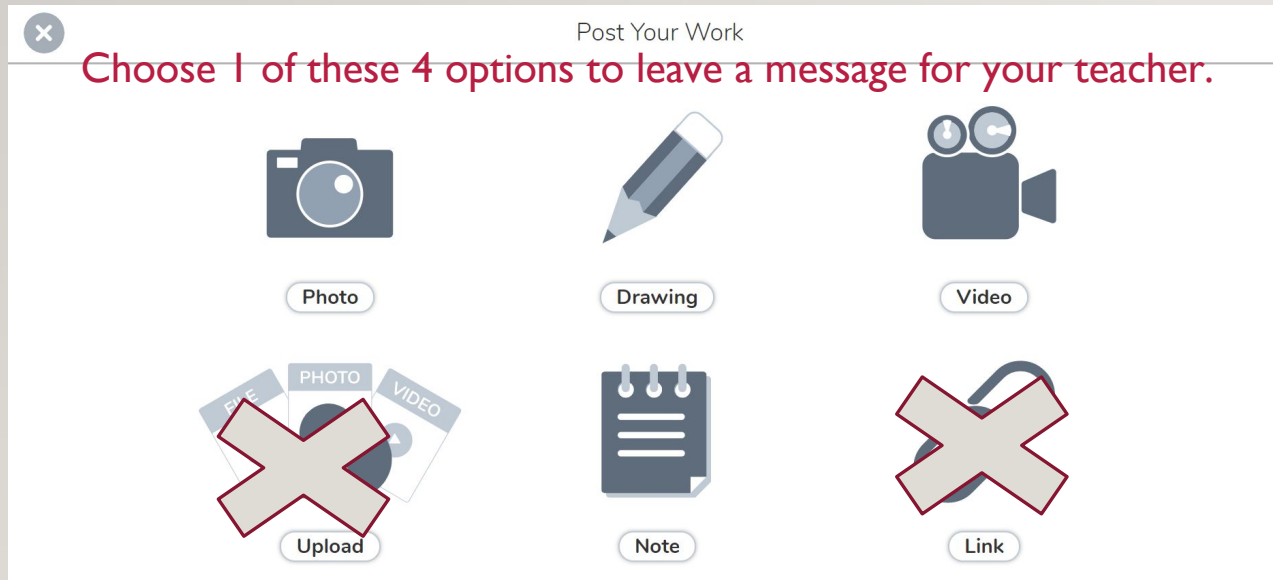 Post Your Work
Choose 1 of these 4 options to leave a message for your teacher.
Photo
Drawing
Video
FILE
PHOTO
VIDEO
Upload
Note
Link